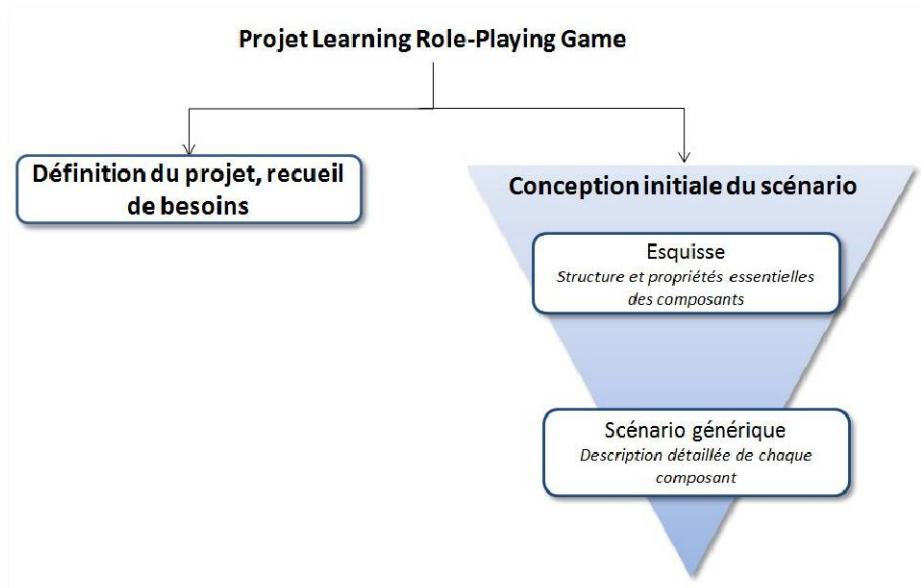 Projet Learning Role-Playing Game
Définition du projet, recueil
de besoins
Conception initiale du scénario
Esquisse
Structure et propriétés essentielles
des composants
Scénario générique
Description détaillée de chaque
composant